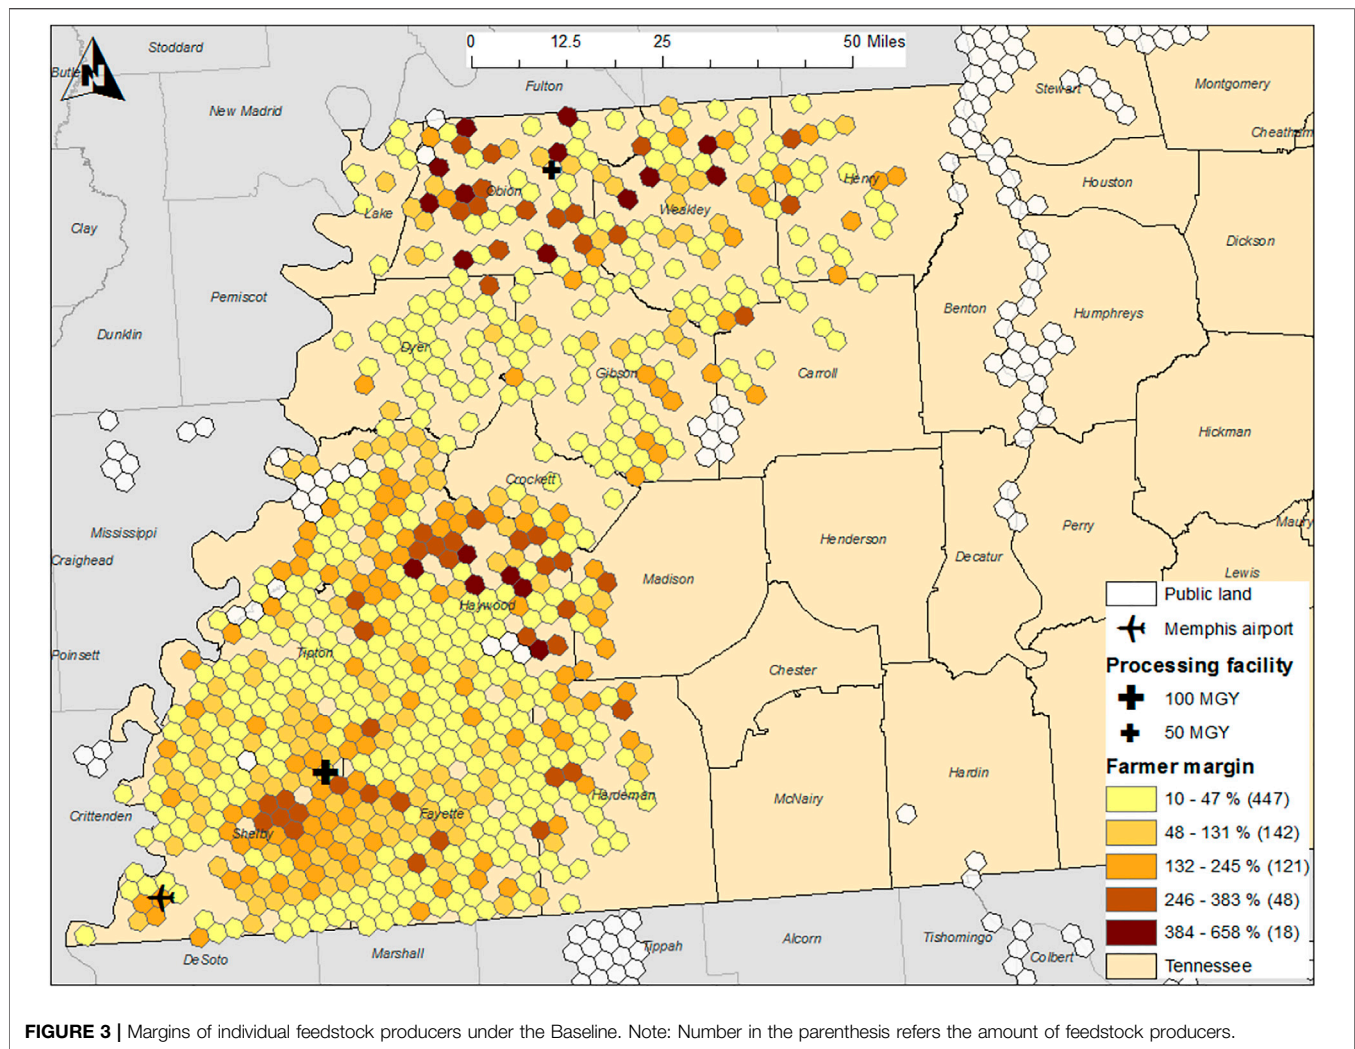 Stoddard
Montgomery
Butle
N
0 12.5 25 50 Miles
Fulton
Stewart
New Madrid
Cheatham
Henry
Houston
Obion
Lake
Weakley
Clay
Dickson
Pemiscot
Benton
Humphreys
Dunklin
Dyer
Gibson
Carroll
Hickman
Crockett
Mississippi
Perry
Maury
Craighead
Henderson
Decatur
Madison
Lewis
Haywood
Poinsett
Tipton
Chester
Hardin
Hardeman
McNairy
Crittenden
Fayette
Shelby
Tippah
Alcorn
Tishomingo
Marshall
DeSoto
Colbert
Public land
Memphis airport
Processing facility
100 MGY
50 MGY
Farmer margin
10 - 47 % (447)
48 - 131 % (142)
132 - 245 % (121)
246 - 383 % (48)
384 - 658 % (18)
Tennessee
FIGURE 3 | Margins of individual feedstock producers under the Baseline. Note: Number in the parenthesis refers the amount of feedstock producers.